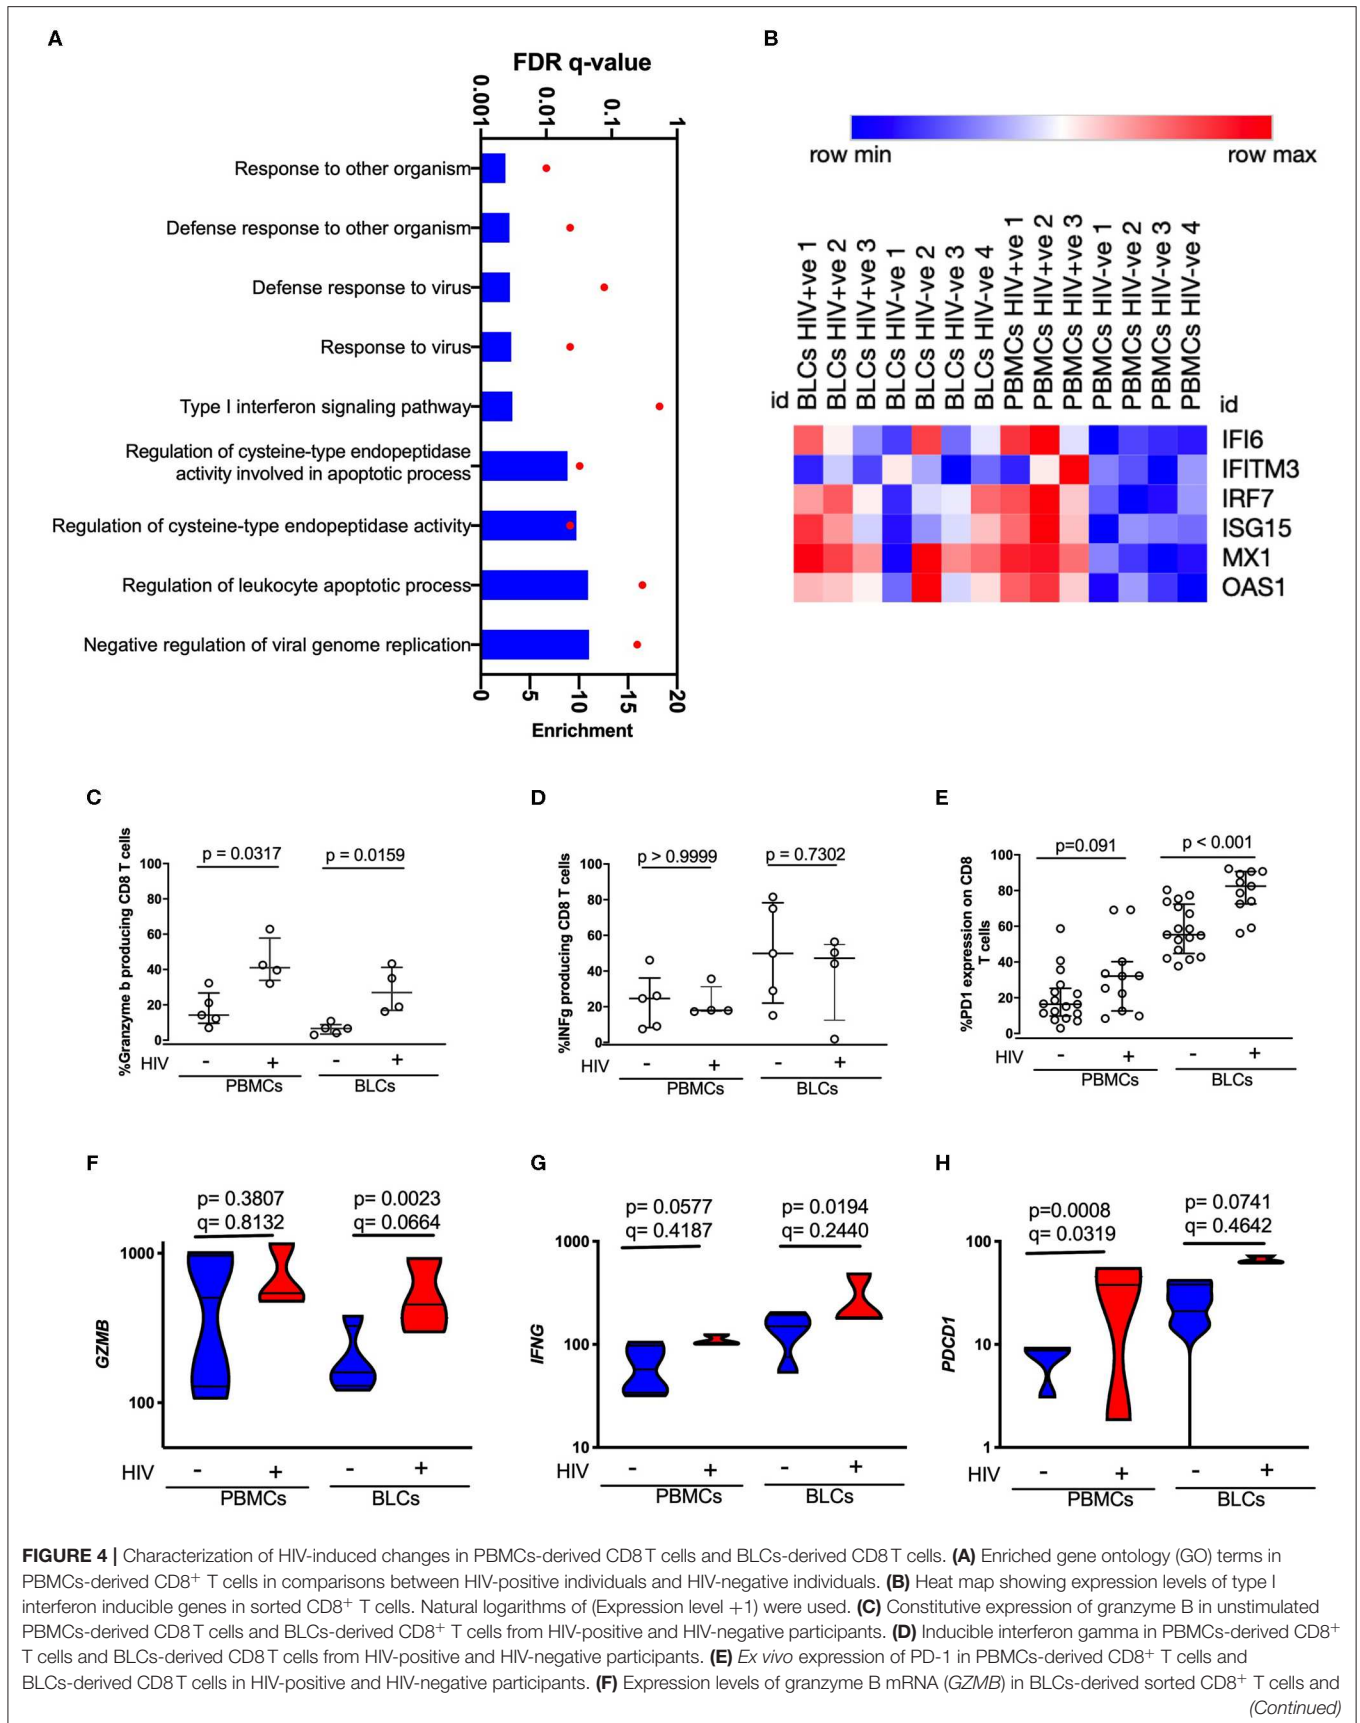 A
FDR q-value
0.001
0.01
0.1
1
Response to other organism
Defense response to other organism
Defense response to virus
Response to virus
Type I interferon signaling pathway
Regulation of cysteine-type endopeptidase
activity involved in apoptotic process
Regulation of cysteine-type endopeptidase activity
Regulation of leukocyte apoptotic process
Negative regulation of viral genome replication
0
5
10
15
20
Enrichment
B
row min
row max
id
BLCs HIV+ve 1
BLCs HIV+ve 2
BLCs HIV+ve 3
BLCs HIV-ve 1
BLCs HIV-ve 2
BLCs HIV-ve 3
BLCs HIV-ve 4
PBMCs HIV+ve 1
PBMCs HIV+ve 2
PBMCs HIV+ve 3
PBMCs HIV-ve 1
PBMCs HIV-ve 2
PBMCs HIV-ve 3
PBMCs HIV-ve 4
id
IFI6
IFITM3
IRF7
ISG15
MX1
OAS1
C
%Granzyme b producing CD8 T cells
p = 0.0317
p = 0.0159
100
80
60
40
20
0
HIV - + - +
PBMCs BLCs
D
%INFg producing CD8 T cells
p > 0.9999
p = 0.7302
100
80
60
40
20
0
HIV - + - +
PBMCs BLCs
E
%PD1 expression on CD8
T cells
p=0.091
p < 0.001
100
80
60
40
20
0
HIV - + - +
PBMCs BLCs
F
GZMB
p= 0.3807
q= 0.8132
p= 0.0023
q= 0.0664
1000
100
HIV - + - +
PBMCs BLCs
G
IFNG
p= 0.0577
q= 0.4187
p= 0.0194
q= 0.2440
1000
100
10
HIV - + - +
PBMCs BLCs
H
PDCD1
p=0.0008
q= 0.0319
p= 0.0741
q= 0.4642
100
10
1
HIV - + - +
PBMCs BLCs
FIGURE 4 | Characterization of HIV-induced changes in PBMCs-derived CD8 T cells and BLCs-derived CD8 T cells. (A) Enriched gene ontology (GO) terms in
PBMCs-derived CD8+ T cells in comparisons between HIV-positive individuals and HIV-negative individuals. (B) Heat map showing expression levels of type I
interferon inducible genes in sorted CD8+ T cells. Natural logarithms of (Expression level +1) were used. (C) Constitutive expression of granzyme B in unstimulated
PBMCs-derived CD8 T cells and BLCs-derived CD8+ T cells from HIV-positive and HIV-negative participants. (D) Inducible interferon gamma in PBMCs-derived CD8+
T cells and BLCs-derived CD8 T cells from HIV-positive and HIV-negative participants. (E) Ex vivo expression of PD-1 in PBMCs-derived CD8+ T cells and
BLCs-derived CD8 T cells in HIV-positive and HIV-negative participants. (F) Expression levels of granzyme B mRNA (GZMB) in BLCs-derived sorted CD8+ T cells and
(Continued)